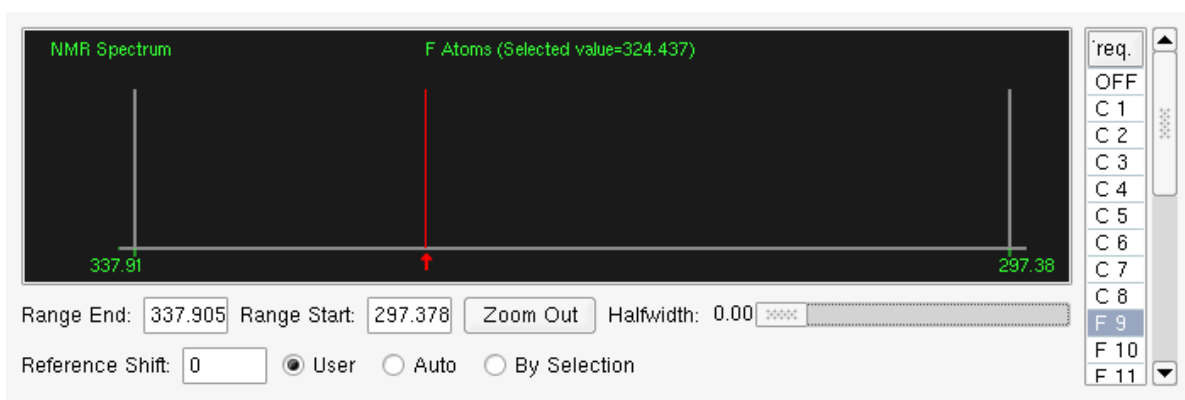 NMR Spectrum F Atoms (Selected value=324.437)
337.91 297.38
Range End: 337.905 Range Start: 297.378 Zoom Out Halfwidth: 0.00
Reference Shift: 0 User Auto By Selection
req.
OFF
C 1
C 2
C 3
C 4
C 5
C 6
C 7
C 8
F 9
F 10
F 11